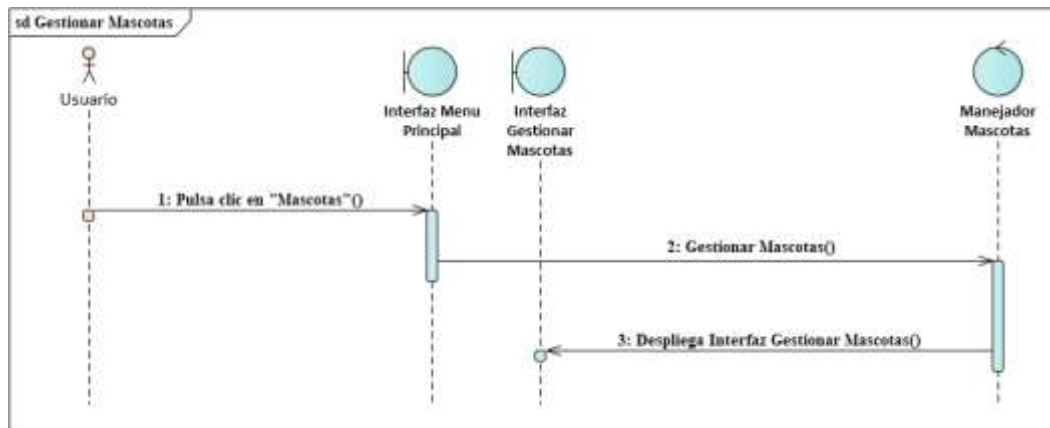 sd Gestionar Mascotas
Usuario
Interfaz Menu
Principal
Interfaz
Gestionar
Mascotas
Manejador
Mascotas
1: Pulsa clic en "Mascotas"()
2: Gestionar Mascotas()
3: Despliega Interfaz Gestionar Mascotas()